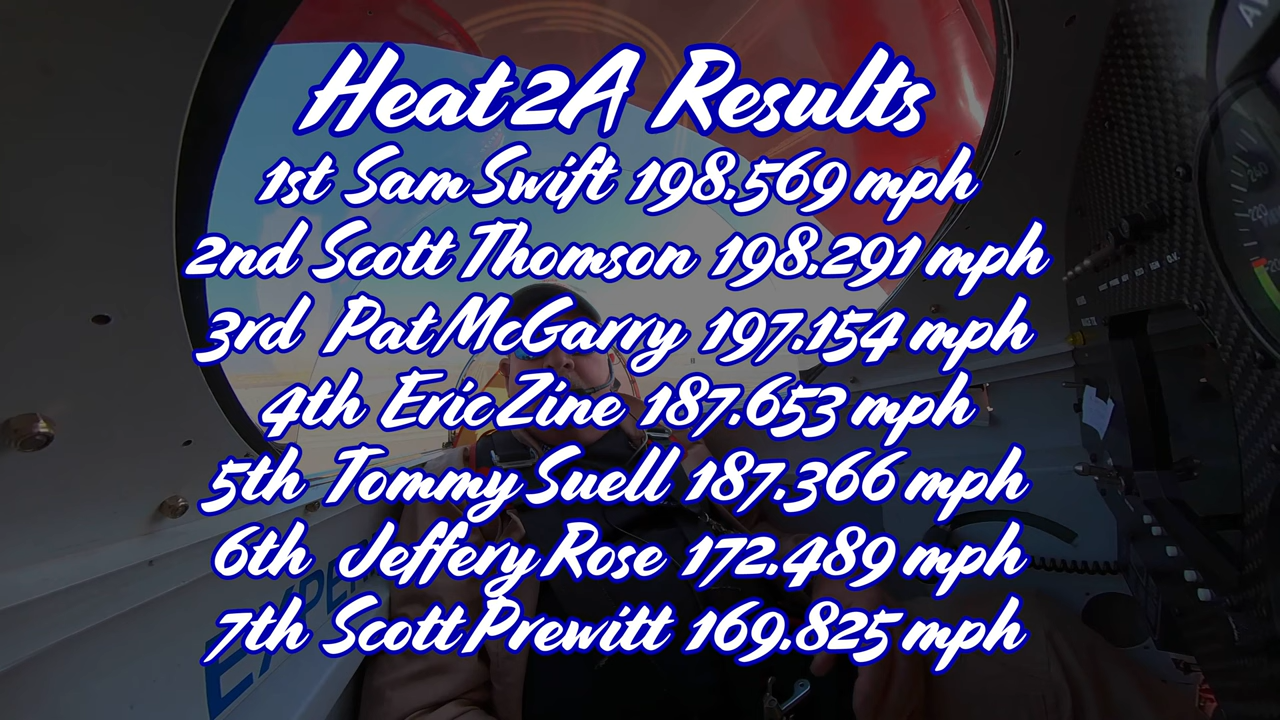 Heat 2A Results
1st Sam Swift 198.569 mph
2nd Scott Thomson 198.291 mph
3rd Pat McGarry 197.154 mph
4th Eric Zine 187.653 mph
5th Tommy Suell 187.366 mph
6th Jeffery Rose 172.489 mph
7th Scott Prewitt 169.825 mph